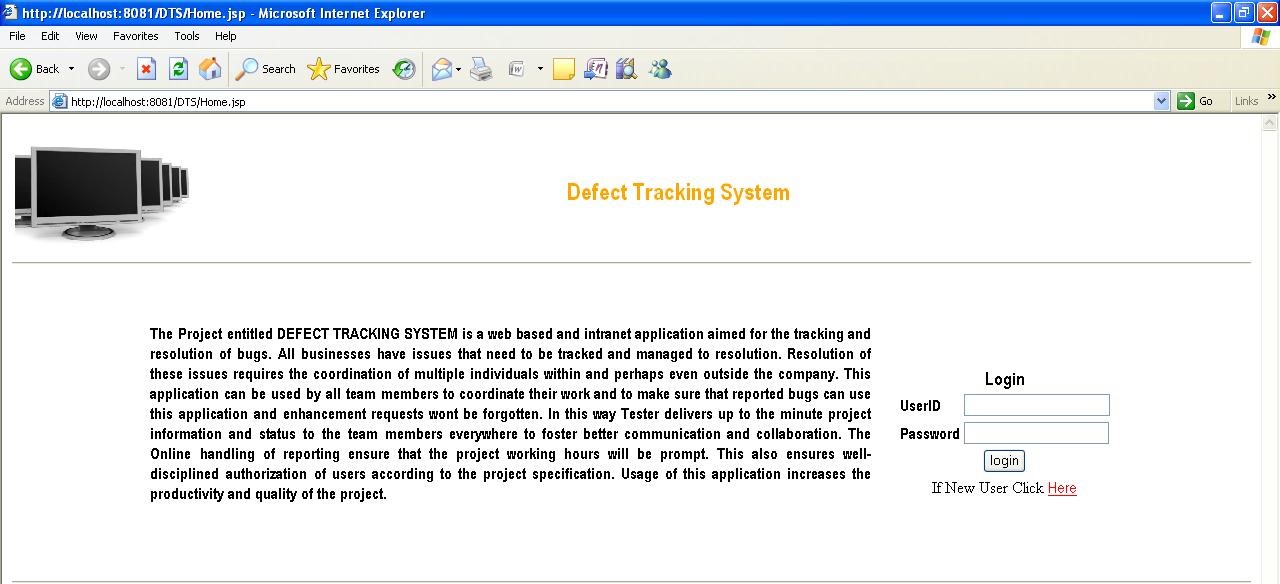 http://localhost:8081/DTS/Home.jsp - Microsoft Internet Explorer
File Edit View Favorites Tools Help
Back Search Favorites
Address http://localhost:8081/DTS/Home.jsp Go Links »
Defect Tracking System
The Project entitled DEFECT TRACKING SYSTEM is a web based and intranet application aimed for the tracking and
resolution of bugs. All businesses have issues that need to be tracked and managed to resolution. Resolution of
these issues requires the coordination of multiple individuals within and perhaps even outside the company. This
application can be used by all team members to coordinate their work and to make sure that reported bugs can use
this application and enhancement requests wont be forgotten. In this way Tester delivers up to the minute project
information and status to the team members everywhere to foster better communication and collaboration. The
Online handling of reporting ensure that the project working hours will be prompt. This also ensures well-
disciplined authorization of users according to the project specification. Usage of this application increases the
productivity and quality of the project.
Login
UserID
Password
login
If New User Click Here